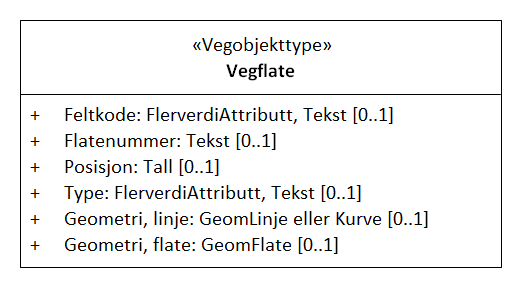 «Vegobjekttype»
Vegflate
+ Feltkode: FlerverdiAttributt, Tekst [0..1]
+ Flatenummer: Tekst [0..1]
+ Posisjon: Tall [0..1]
+ Type: FlerverdiAttributt, Tekst [0..1]
+ Geometri, linje: GeomLinje eller Kurve [0..1]
+ Geometri, flate: GeomFlate [0..1]